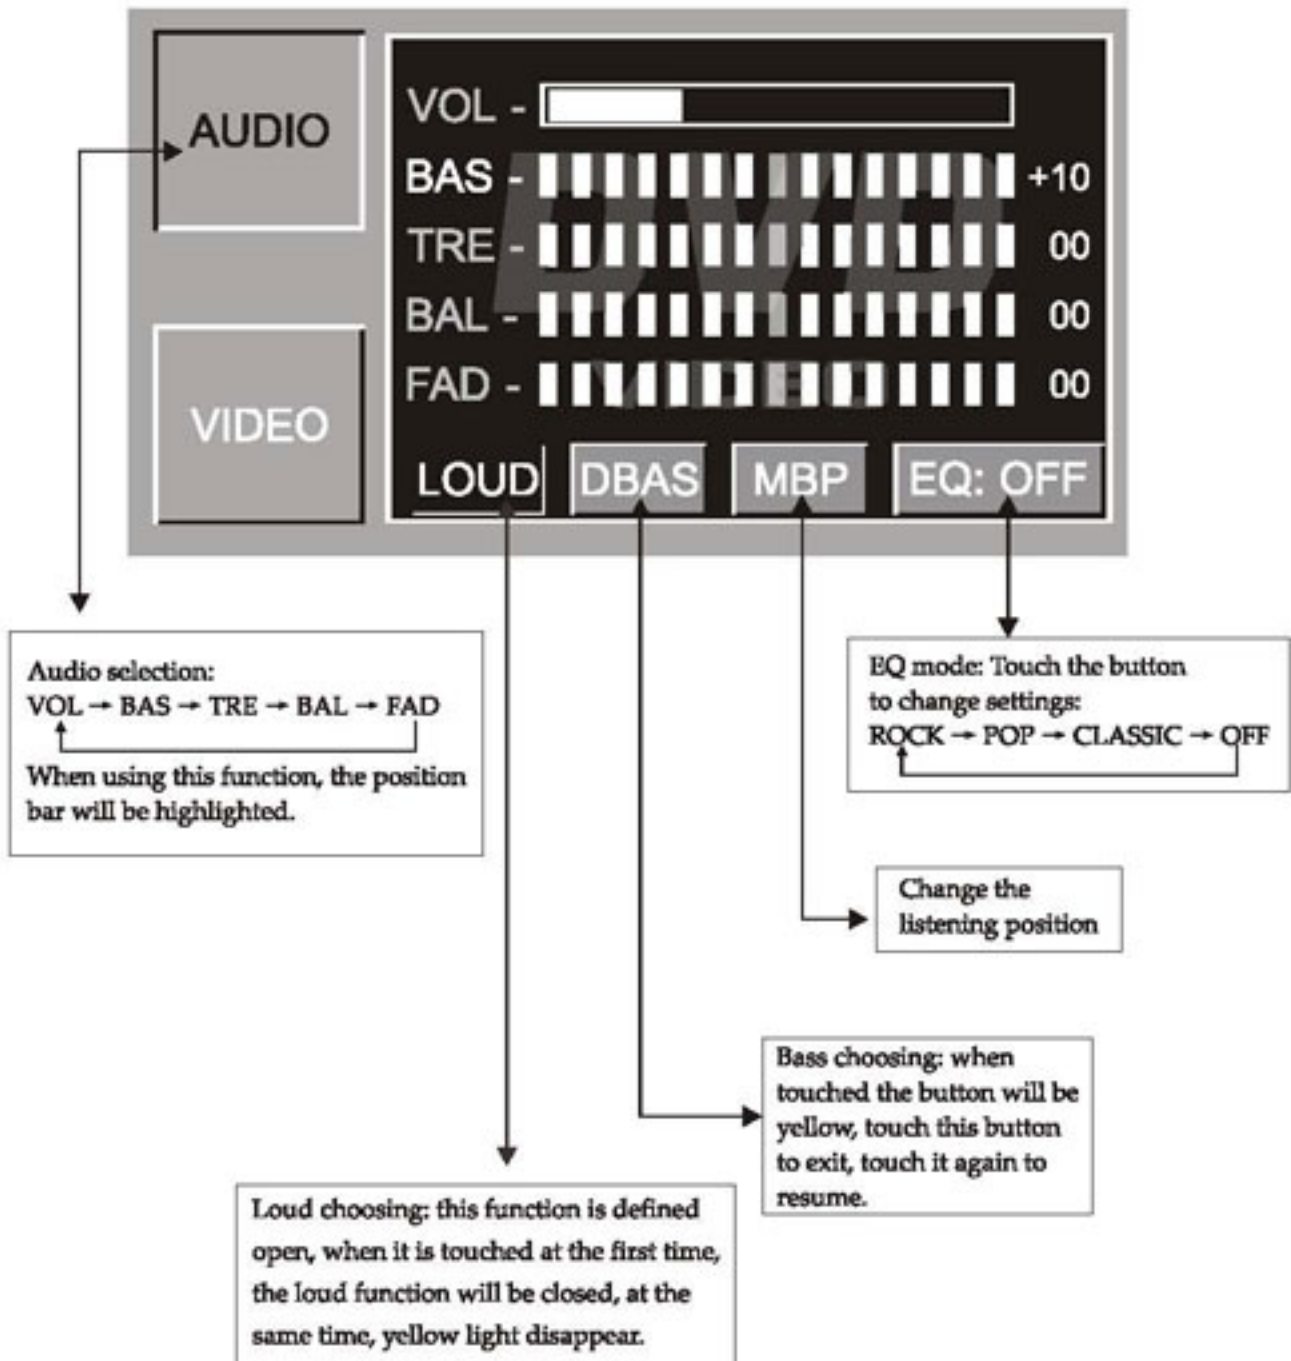 AUDIO
VIDEO
VOL -
BAS - +10
TRE - 00
BAL - 00
FAD - 00
DVD
VIDEO
LOUD DBAS MBP EQ: OFF
Audio selection:
VOL → BAS → TRE → BAL → FAD
When using this function, the position
bar will be highlighted.
EQ mode: Touch the button
to change settings:
ROCK → POP → CLASSIC → OFF
Change the
listening position
Bass choosing: when
touched the button will be
yellow, touch this button
to exit, touch it again to
resume.
Loud choosing: this function is defined
open, when it is touched at the first time,
the loud function will be closed, at the
same time, yellow light disappear.